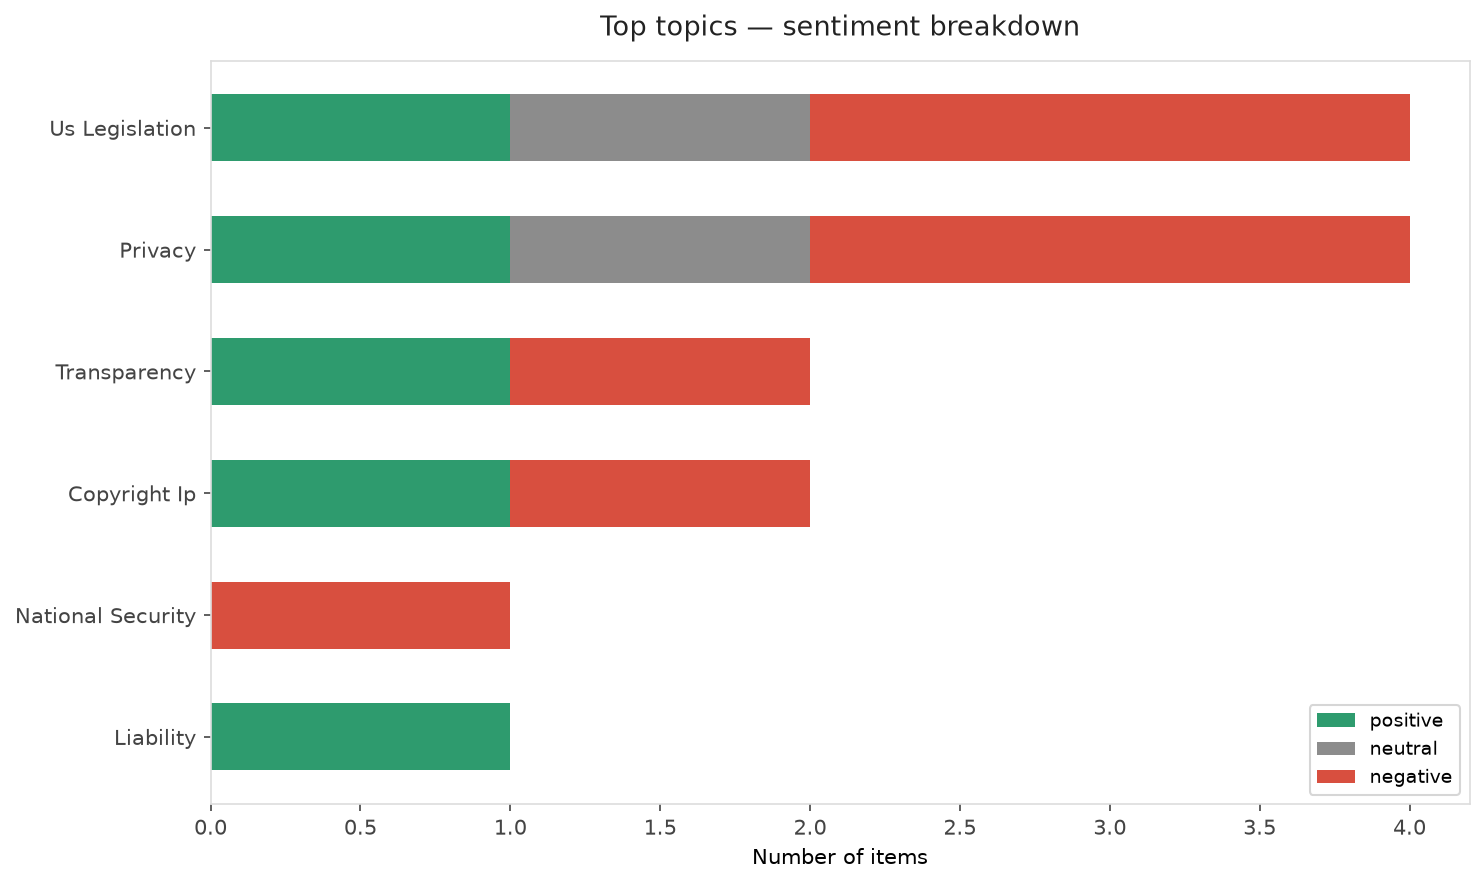 Top topics — sentiment breakdown
Us Legislation
Privacy
Transparency
Copyright Ip
National Security
Liability
positive
neutral
negative
0.0 0.5 1.0 1.5 2.0 2.5 3.0 3.5 4.0
Number of items